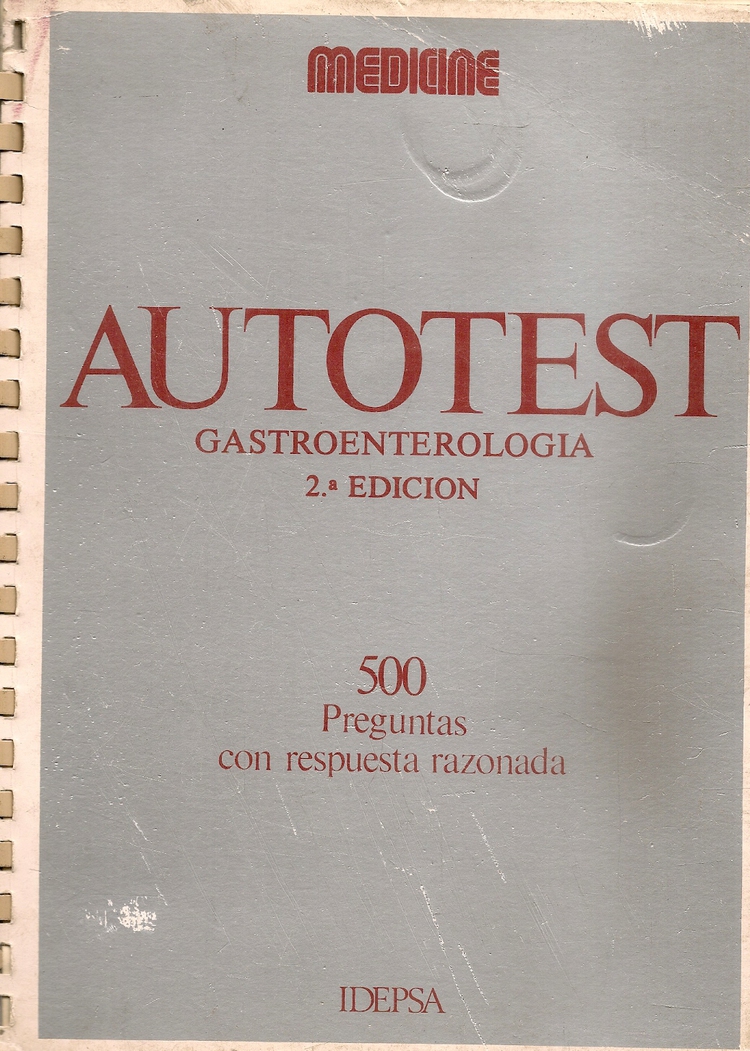 MEDICINE
AUTOTEST
GASTROENTEROLOGIA
2.ª EDICION
500
Preguntas
con respuesta razonada
IDEPSA